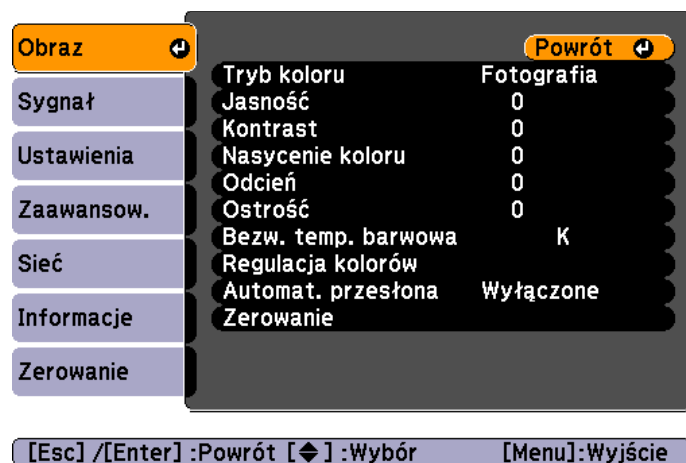 Obraz
Sygnał
Ustawienia
Zaawansow.
Sieć
Informacje
Zerowanie
Powrót
Tryb koloru Fotografia
Jasność 0
Kontrast 0
Nasycenie koloru 0
Odcień 0
Ostrość 0
Bezw. temp. barwowa K
Regulacja kolorów
Automat. przesłona Wyłączone
Zerowanie
[Esc] /[Enter] :Powrót [◆] :Wybór [Menu]:Wyjście